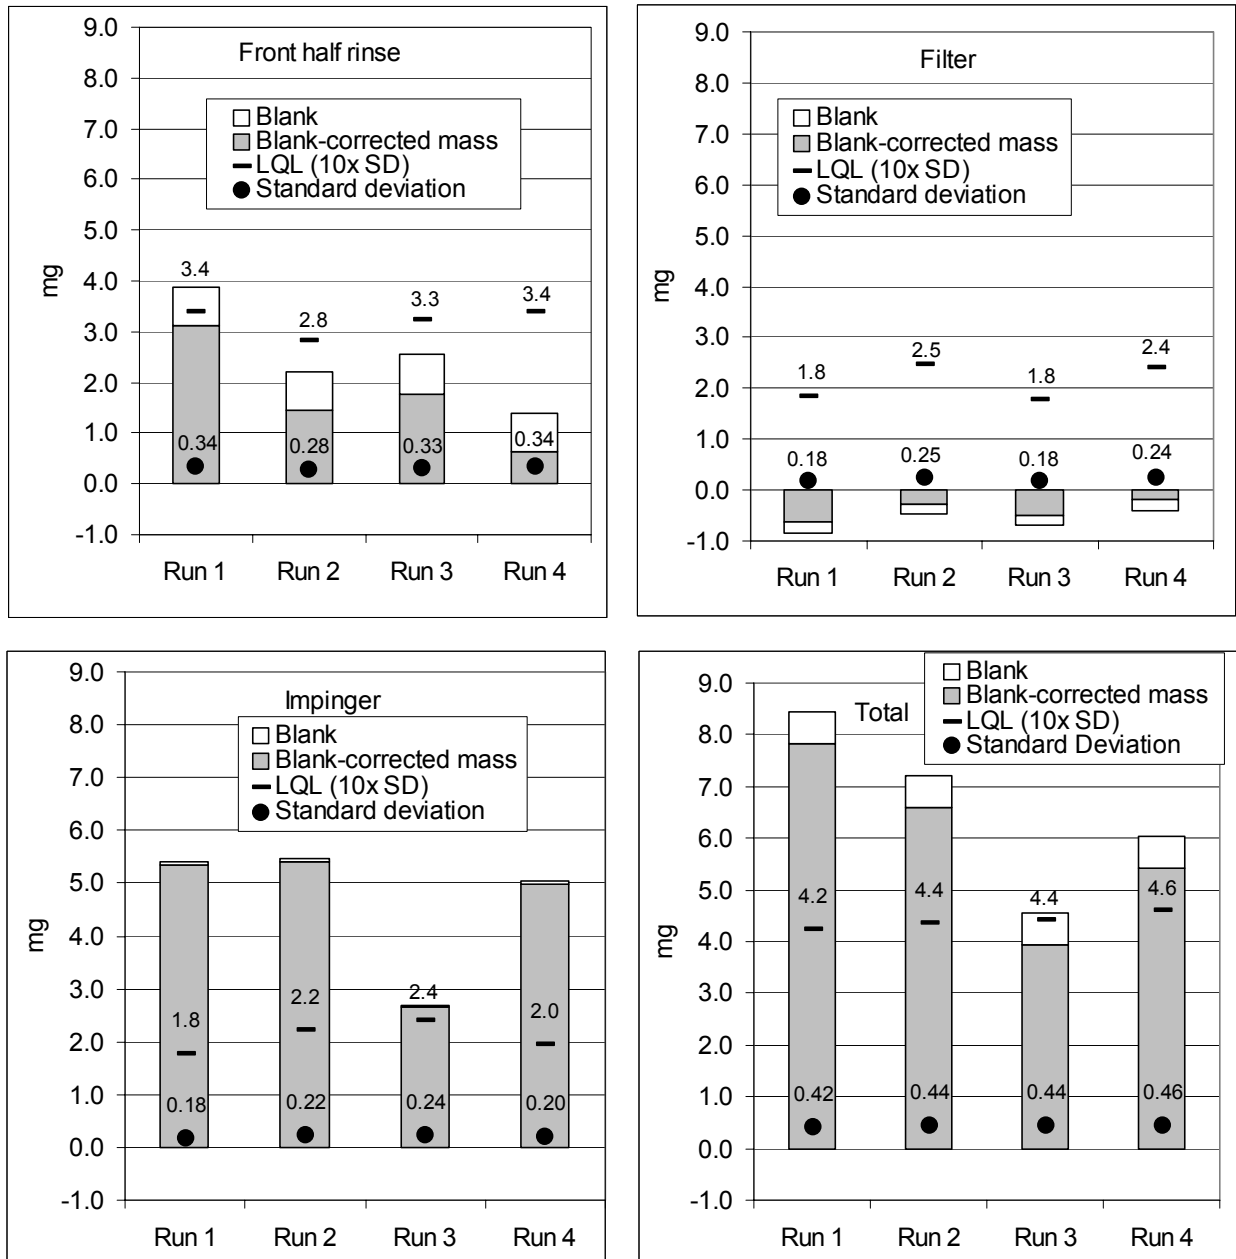 Front half rinse
Blank
Blank-corrected mass
LQL (10x SD)
Standard deviation
mg
9.0
8.0
7.0
6.0
5.0
4.0
3.0
2.0
1.0
0.0
-1.0
3.4
2.8
3.3
3.4
0.34
0.28
0.33
0.34
Run 1 Run 2 Run 3 Run 4
Filter
Blank
Blank-corrected mass
LQL (10x SD)
Standard deviation
mg
9.0
8.0
7.0
6.0
5.0
4.0
3.0
2.0
1.0
0.0
-1.0
1.8
2.5
1.8
2.4
0.18
0.25
0.18
0.24
Run 1 Run 2 Run 3 Run 4
Impinger
Blank
Blank-corrected mass
LQL (10x SD)
Standard deviation
mg
9.0
8.0
7.0
6.0
5.0
4.0
3.0
2.0
1.0
0.0
-1.0
1.8
2.2
2.4
2.0
0.18
0.22
0.24
0.20
Run 1 Run 2 Run 3 Run 4
Total
Blank
Blank-corrected mass
LQL (10x SD)
Standard Deviation
mg
9.0
8.0
7.0
6.0
5.0
4.0
3.0
2.0
1.0
0.0
-1.0
4.2
4.4
4.4
4.6
0.42
0.44
0.44
0.46
Run 1 Run 2 Run 3 Run 4